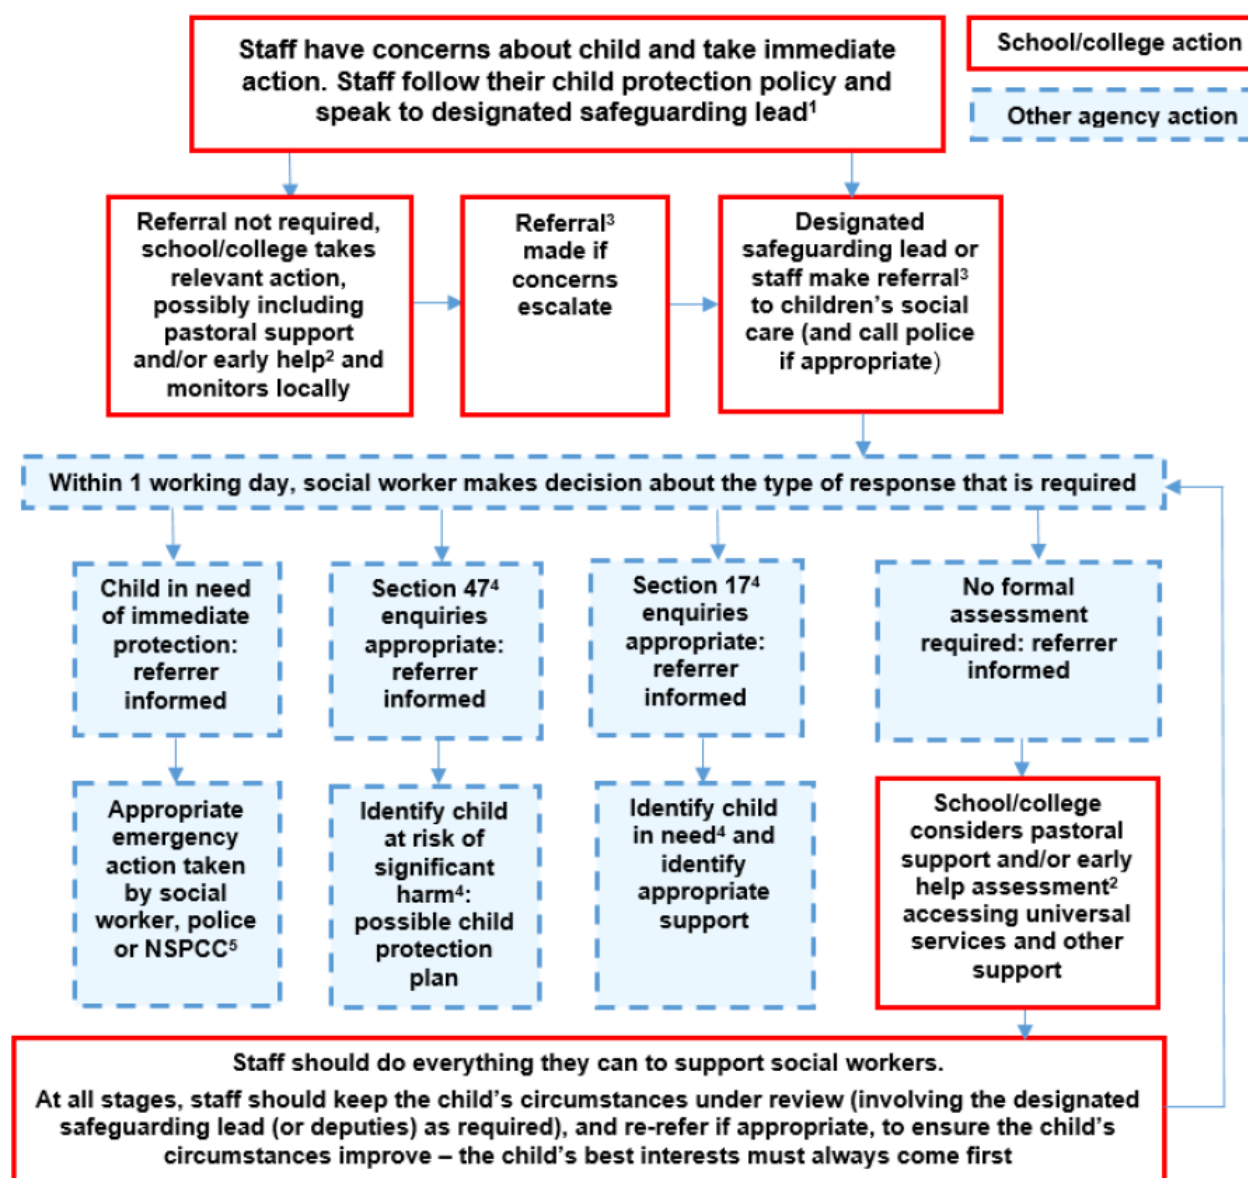 Staff have concerns about child and take immediate
action. Staff follow their child protection policy and
speak to designated safeguarding lead¹
School/college action
Other agency action
Referral not required,
school/college takes
relevant action,
possibly including
pastoral support
and/or early help² and
monitors locally
Referral³
made if
concerns
escalate
Designated
safeguarding lead or
staff make referral³
to children’s social
care (and call police
if appropriate)
Within 1 working day, social worker makes decision about the type of response that is required
Child in need
of immediate
protection:
referrer
informed
Section 47⁴
enquiries
appropriate:
referrer
informed
Section 17⁴
enquiries
appropriate:
referrer
informed
No formal
assessment
required: referrer
informed
Appropriate
emergency
action taken
by social
worker, police
or NSPCC⁵
Identify child
at risk of
significant
harm⁴:
possible child
protection
plan
Identify child
in need⁴ and
identify
appropriate
support
School/college
considers pastoral
support and/or early
help assessment²
accessing universal
services and other
support
Staff should do everything they can to support social workers.
At all stages, staff should keep the child’s circumstances under review (involving the designated
safeguarding lead (or deputies) as required), and re-refer if appropriate, to ensure the child’s
circumstances improve – the child’s best interests must always come first